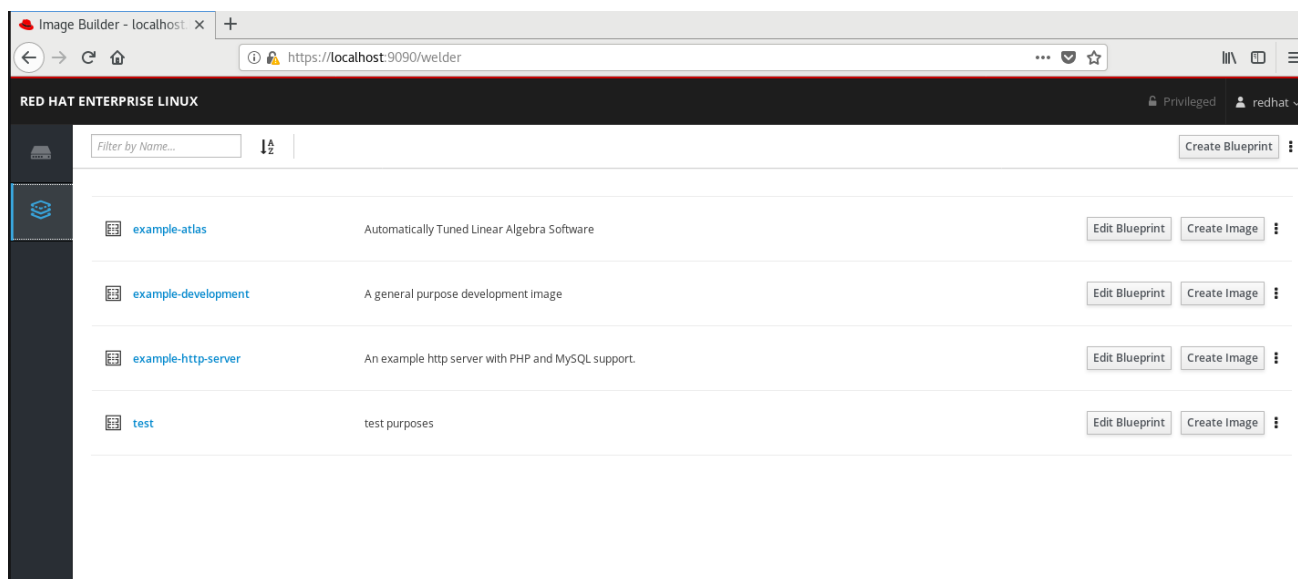 Image Builder - localhost. × +
https://localhost:9090/welder
RED HAT ENTERPRISE LINUX Privileged redhat
Filter by Name... A Z Create Blueprint
example-atlas Automatically Tuned Linear Algebra Software Edit Blueprint Create Image
example-development A general purpose development image Edit Blueprint Create Image
example-http-server An example http server with PHP and MySQL support. Edit Blueprint Create Image
test test purposes Edit Blueprint Create Image